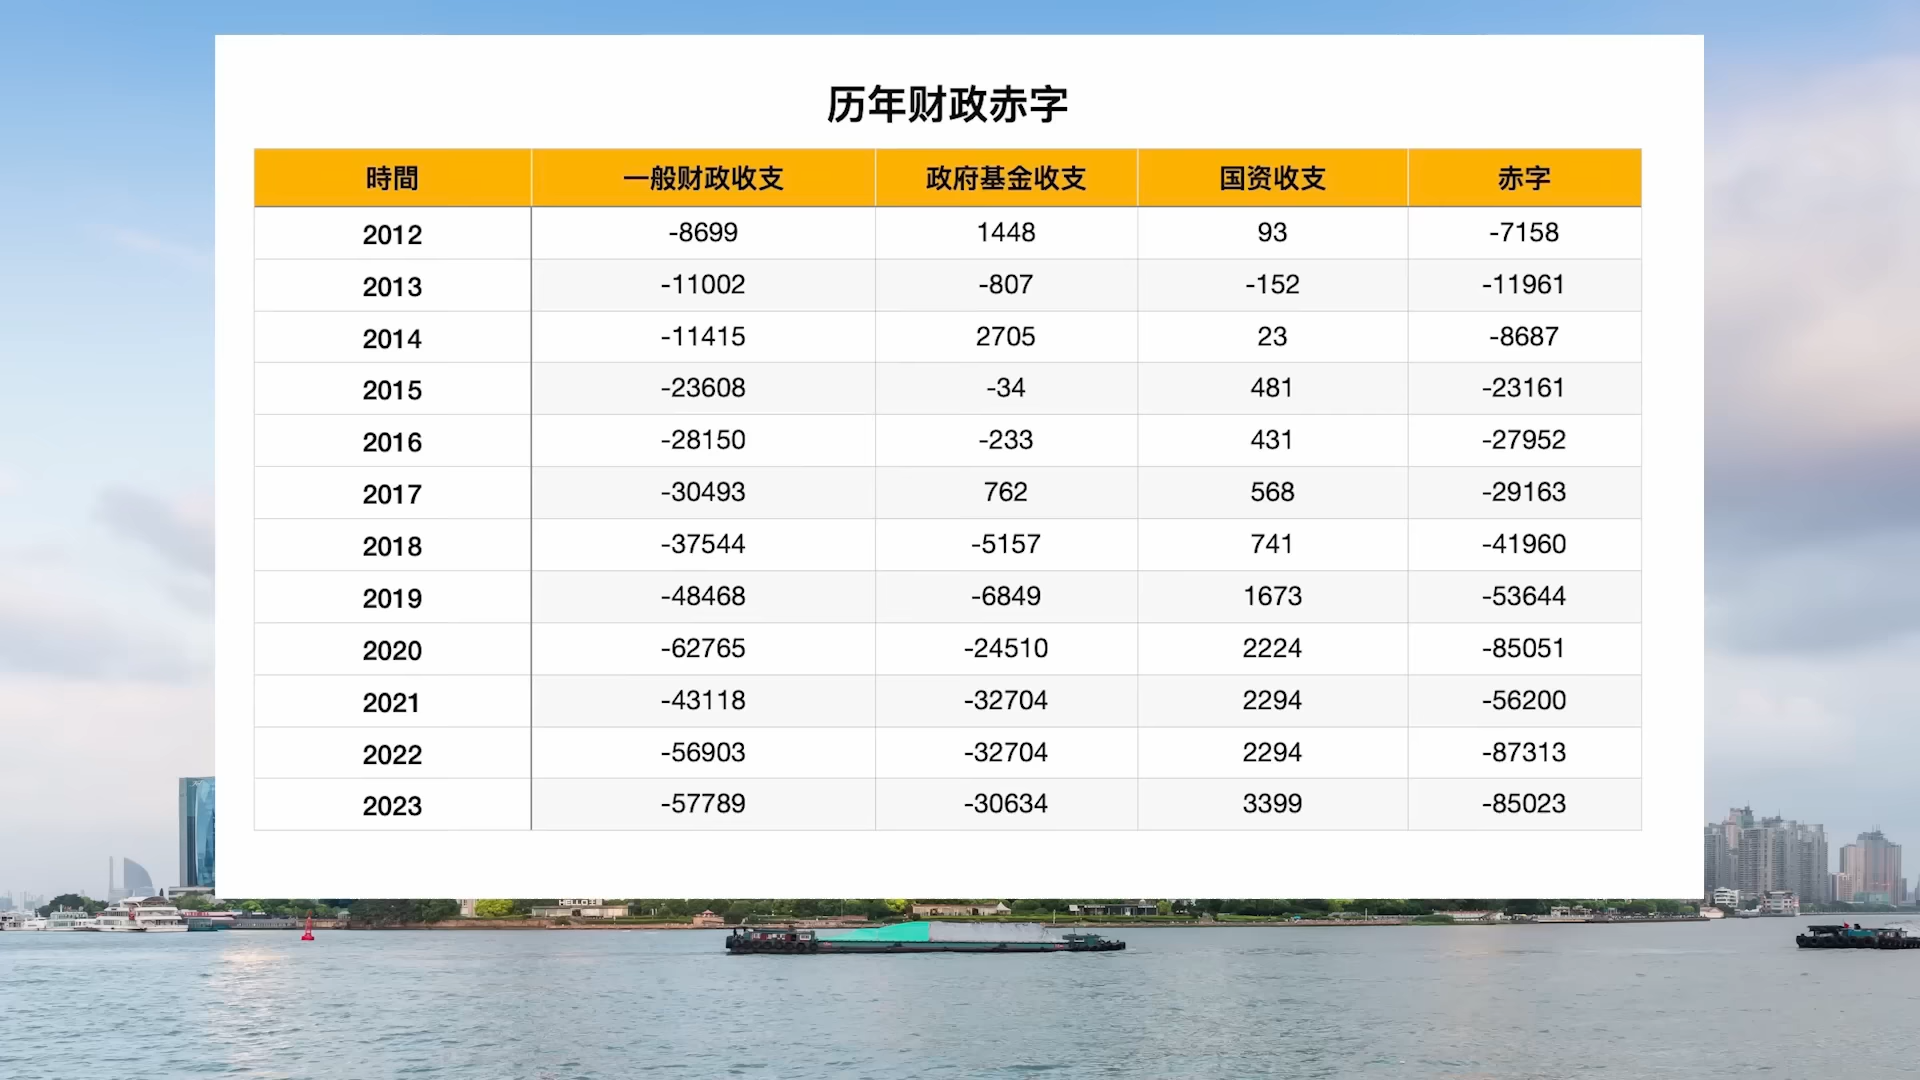 历年财政赤字
時間 一般财政收支 政府基金收支 国资收支 赤字
2012 -8699 1448 93 -7158
2013 -11002 -807 -152 -11961
2014 -11415 2705 23 -8687
2015 -23608 -34 481 -23161
2016 -28150 -233 431 -27952
2017 -30493 762 568 -29163
2018 -37544 -5157 741 -41960
2019 -48468 -6849 1673 -53644
2020 -62765 -24510 2224 -85051
2021 -43118 -32704 2294 -56200
2022 -56903 -32704 2294 -87313
2023 -57789 -30634 3399 -85023
HELLO